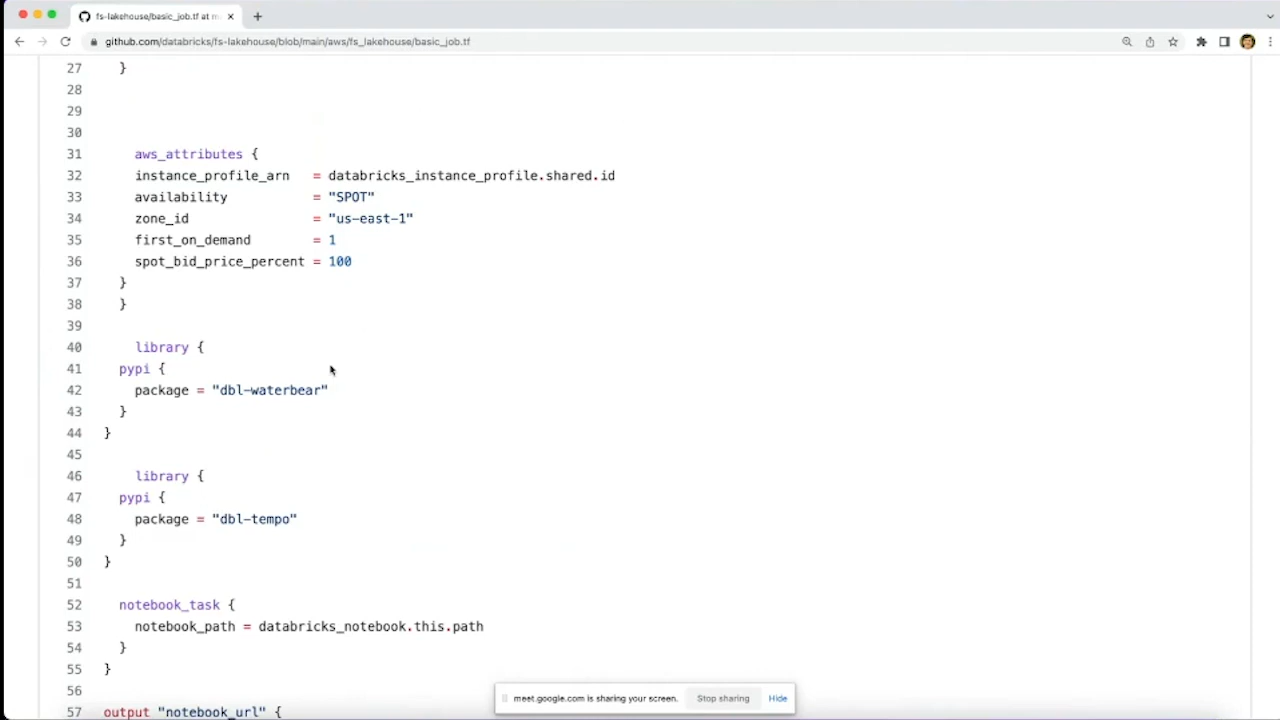 fs-lakehouse/basic_job.tf at m
github.com/databricks/fs-lakehouse/blob/main/aws/fs_lakehouse/basic_job.tf
27 }
28
29
30
31 aws_attributes {
32 instance_profile_arn = databricks_instance_profile.shared.id
33 availability = "SPOT"
34 zone_id = "us-east-1"
35 first_on_demand = 1
36 spot_bid_price_percent = 100
37 }
38 }
39
40 library {
41 pypi {
42 package = "dbl-waterbear"
43 }
44 }
45
46 library {
47 pypi {
48 package = "dbl-tempo"
49 }
50 }
51
52 notebook_task {
53 notebook_path = databricks_notebook.this.path
54 }
55 }
56
57 output "notebook_url" {
meet.google.com is sharing your screen. Stop sharing Hide